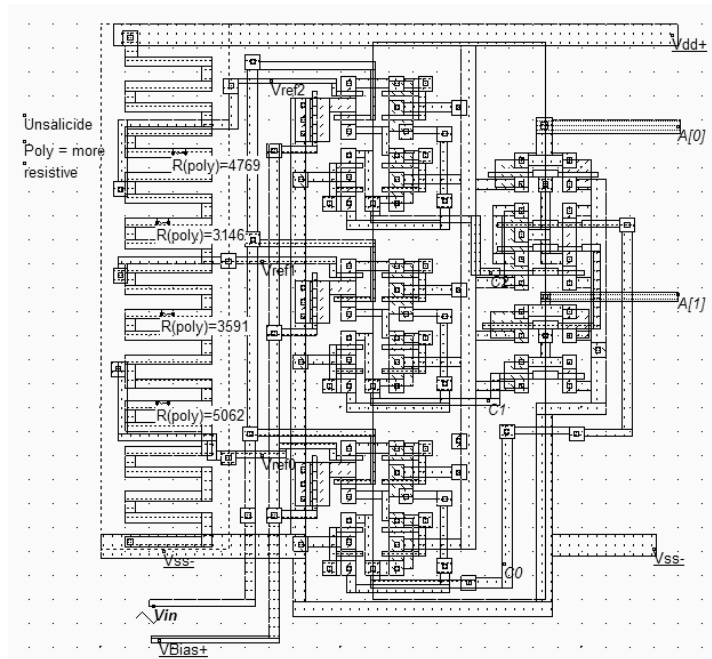 Vdd+
Vref2
Unsalicide
Poly = more
resistive
A[0]
R(poly)=4769
R(poly)=3146
Vref1
C2
A[1]
R(poly)=3591
R(poly)=5062
C1
Vref0
Vss-
C0
Vss-
Vin
VBias+